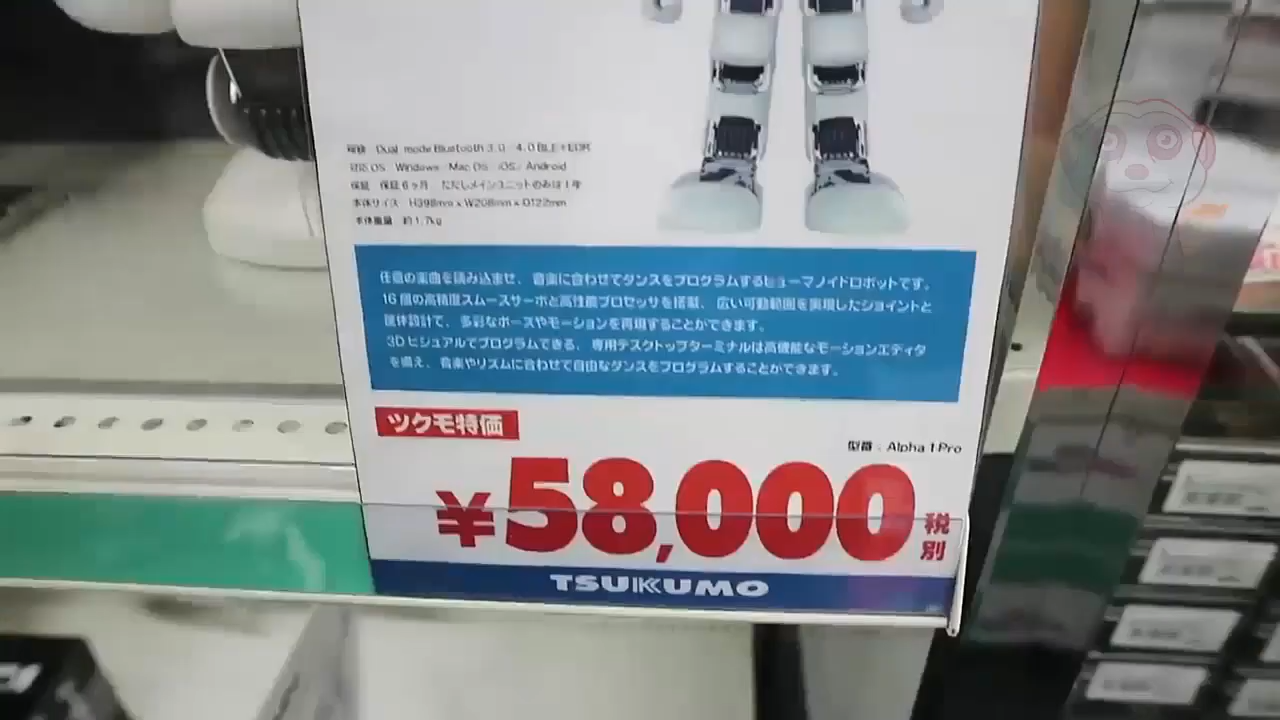 Dual mode Bluetooth 3.0 4.0 BLE+EDR
対応OS Windows Mac OS iOS Android
保証 保証6ヶ月 ただしメインユニットのみは1年
本体サイズ H398mm x W208mm x D122mm
本体重量 約1.7kg
任意の楽曲を読み込ませ、音楽に合わせてダンスをプログラムするヒューマノイドロボットです。
16個の高精度スムースサーボと高性能プロセッサを搭載、広い可動範囲を実現したジョイントと
筐体設計で、多彩なポーズやモーションを再現することができます。
3Dビジュアルでプログラムできる、専用デスクトップターミナルは高機能なモーションエディタ
を備え、音楽やリズムに合わせて自由なダンスをプログラムすることができます。
ツクモ特価
型番：Alpha 1 Pro
¥58,000 税別
TSUKUMO